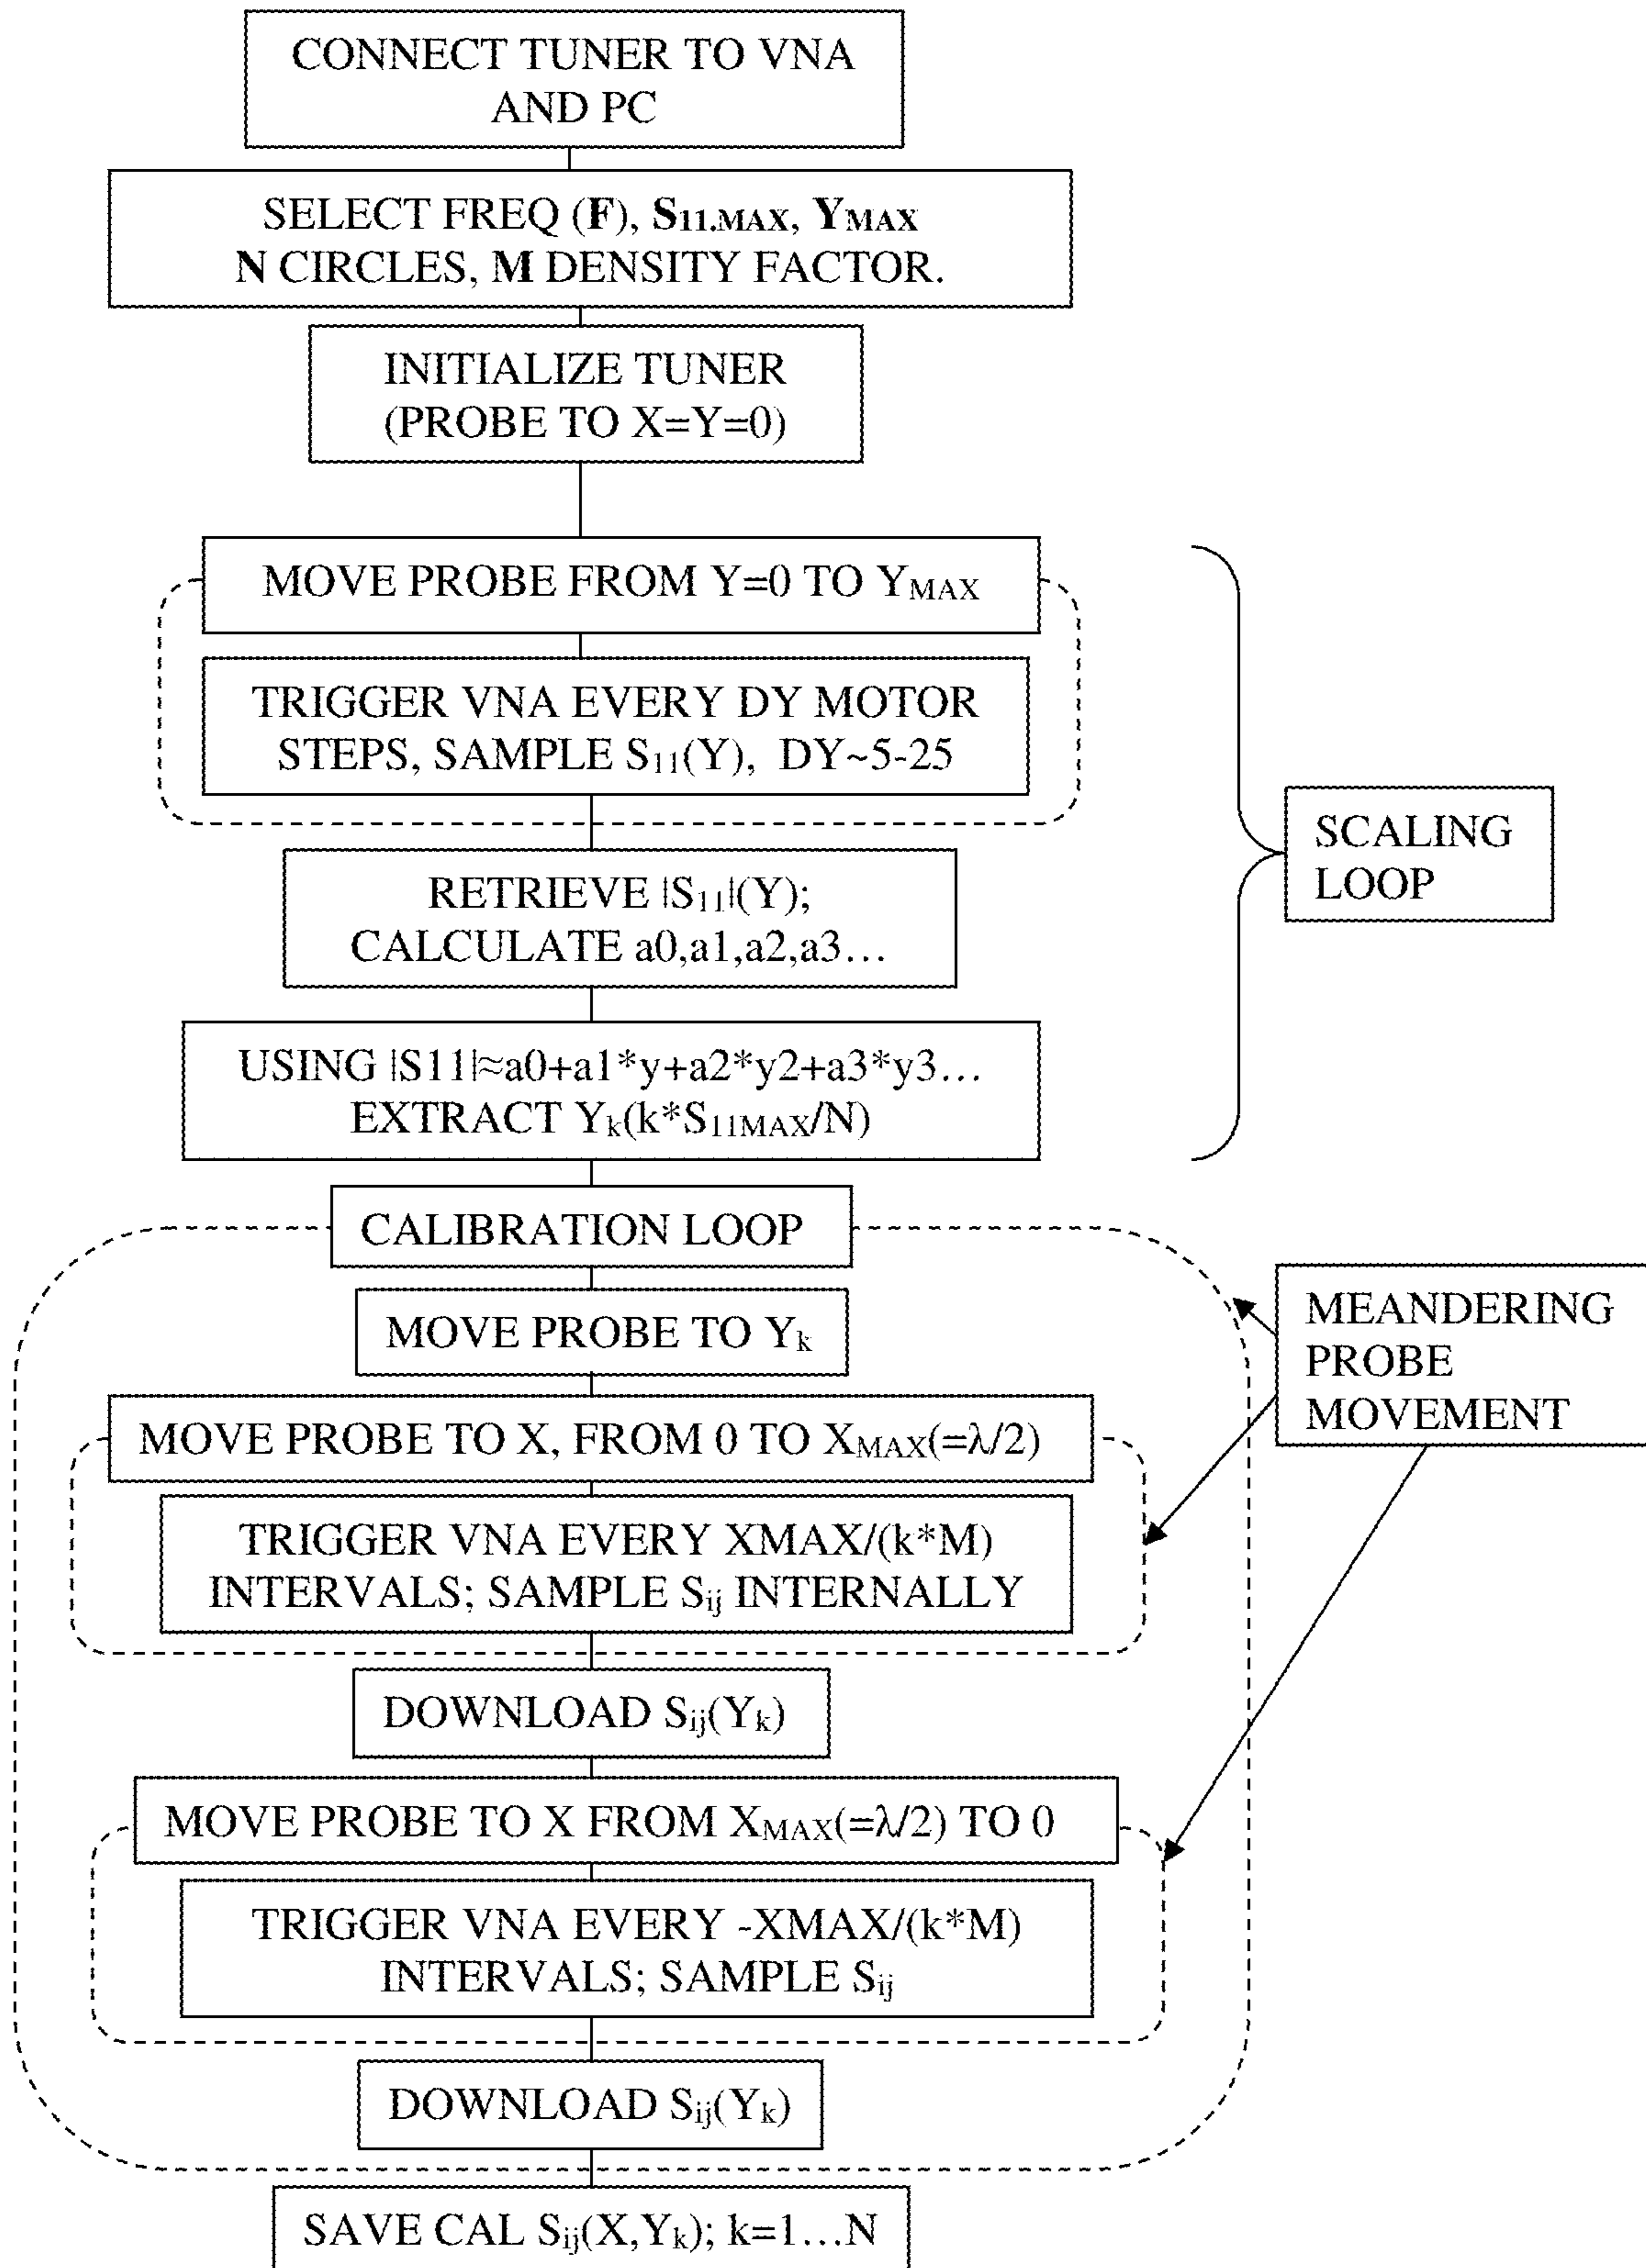 CONNECT TUNER TO VNA
AND PC
SELECT FREQ (F), S11.MAX, YMAX
N CIRCLES, M DENSITY FACTOR.
INITIALIZE TUNER
(PROBE TO X=Y=0)
MOVE PROBE FROM Y=0 TO YMAX
TRIGGER VNA EVERY DY MOTOR
STEPS, SAMPLE S11(Y), DY~5-25
RETRIEVE |S11|(Y);
CALCULATE a0,a1,a2,a3...
USING |S11|≈a0+a1*y+a2*y2+a3*y3...
EXTRACT Yk(k*S11MAX/N)
SCALING
LOOP
CALIBRATION LOOP
MOVE PROBE TO Yk
MOVE PROBE TO X, FROM 0 TO XMAX(=λ/2)
TRIGGER VNA EVERY XMAX/(k*M)
INTERVALS; SAMPLE Sij INTERNALLY
DOWNLOAD Sij(Yk)
MOVE PROBE TO X FROM XMAX(=λ/2) TO 0
TRIGGER VNA EVERY -XMAX/(k*M)
INTERVALS; SAMPLE Sij
DOWNLOAD Sij(Yk)
MEANDERING
PROBE
MOVEMENT
SAVE CAL Sij(X,Yk); k=1...N